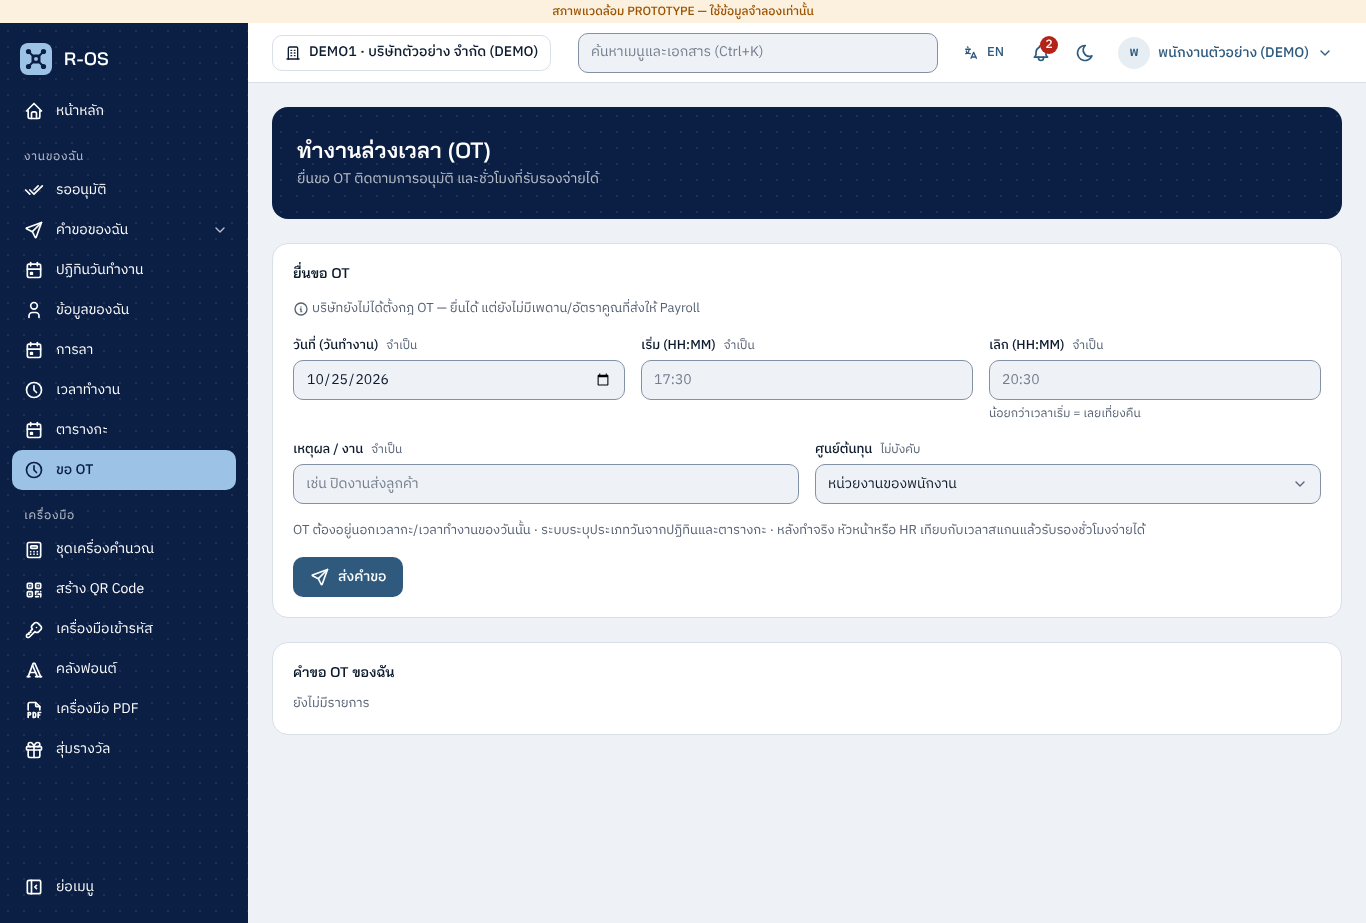 สภาพแวดล้อม PROTOTYPE — ใช้ข้อมูลจำลองเท่านั้น
R-OS
DEMO1 · บริษัทตัวอย่าง จำกัด (DEMO)
ค้นหาเมนูและเอกสาร (Ctrl+K)
EN
2
พ
พนักงานตัวอย่าง (DEMO)
หน้าหลัก
งานของฉัน
รออนุมัติ
คำขอของฉัน
ปฏิทินวันทำงาน
ข้อมูลของฉัน
การลา
เวลาทำงาน
ตารางกะ
ขอ OT
เครื่องมือ
ชุดเครื่องคำนวณ
สร้าง QR Code
เครื่องมือเข้ารหัส
คลังฟอนต์
PDF
เครื่องมือ PDF
สุ่มรางวัล
ย่อเมนู
ทำงานล่วงเวลา (OT)
ยื่นขอ OT ติดตามการอนุมัติ และชั่วโมงที่รับรองจ่ายได้
ยื่นขอ OT
บริษัทยังไม่ได้ตั้งกฎ OT — ยื่นได้ แต่ยังไม่มีเพดาน/อัตราคูณที่ส่งให้ Payroll
วันที่ (วันทำงาน) จำเป็น
เริ่ม (HH:MM) จำเป็น
เลิก (HH:MM) จำเป็น
10/25/2026
17:30
20:30
น้อยกว่าเวลาเริ่ม = เลยเที่ยงคืน
เหตุผล / งาน จำเป็น
ศูนย์ต้นทุน ไม่บังคับ
เช่น ปิดงานส่งลูกค้า
หน่วยงานของพนักงาน
OT ต้องอยู่นอกเวลากะ/เวลาทำงานของวันนั้น · ระบบระบุประเภทวันจากปฏิทินและตารางกะ · หลังทำจริง หัวหน้าหรือ HR เทียบกับเวลาสแกนแล้วรับรองชั่วโมงจ่ายได้
ส่งคำขอ
คำขอ OT ของฉัน
ยังไม่มีรายการ